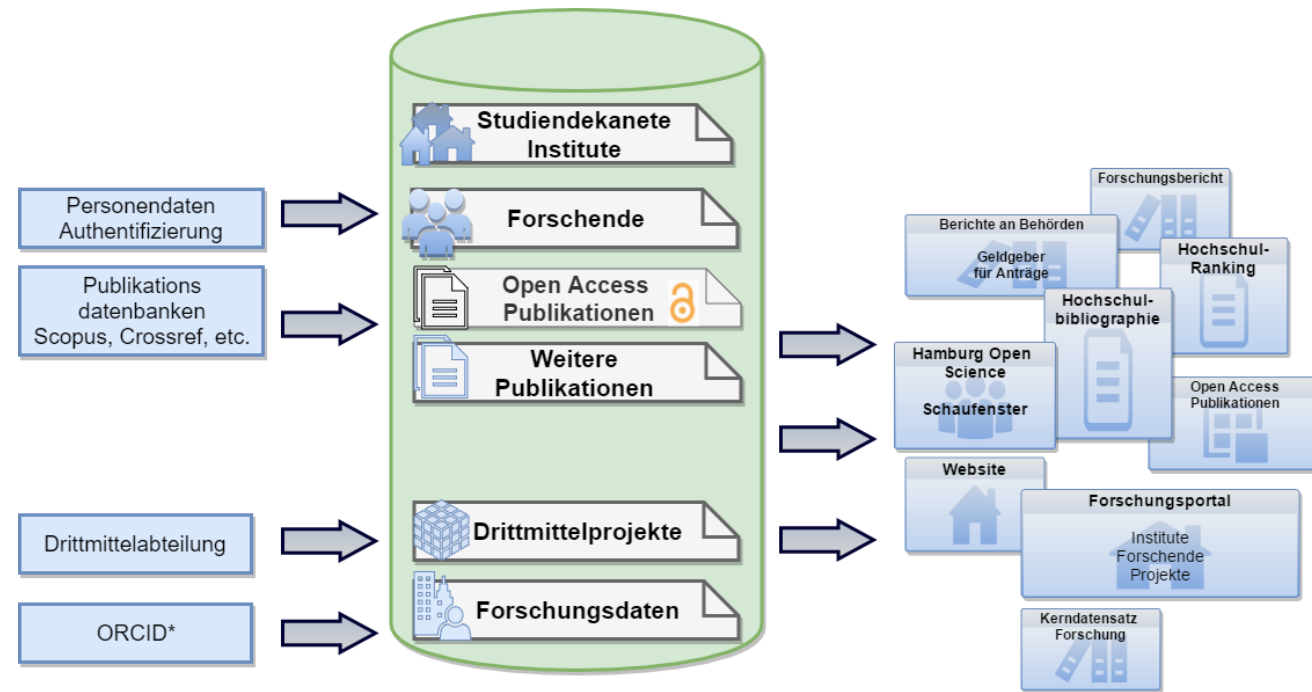 Personendaten
Authentifizierung
Publikations
datenbanken
Scopus, Crossref, etc.
Drittmittelabteilung
ORCID*
Studiendekanete
Institute
Forschende
Open Access
Publikationen
Weitere
Publikationen
Drittmittelprojekte
Forschungsdaten
Forschungsbericht
Berichte an Behörden
Geldgeber
für Anträge
Hochschul-
Ranking
Hochschul-
bibliographie
Hamburg Open
Science
Schaufenster
Open Access
Publikationen
Website
Forschungsportal
Institute
Forschende
Projekte
Kerndatensatz
Forschung